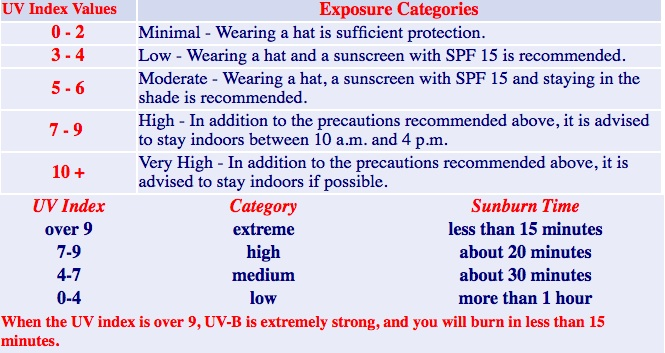 UV Index Values Exposure Categories
0 - 2 Minimal - Wearing a hat is sufficient protection.
3 - 4 Low - Wearing a hat and a sunscreen with SPF 15 is recommended.
5 - 6 Moderate - Wearing a hat, a sunscreen with SPF 15 and staying in the
shade is recommended.
7 - 9 High - In addition to the precautions recommended above, it is advised
to stay indoors between 10 a.m. and 4 p.m.
10 + Very High - In addition to the precautions recommended above, it is
advised to stay indoors if possible.
UV Index Category Sunburn Time
over 9 extreme less than 15 minutes
7-9 high about 20 minutes
4-7 medium about 30 minutes
0-4 low more than 1 hour
When the UV index is over 9, UV-B is extremely strong, and you will burn in less than 15
minutes.